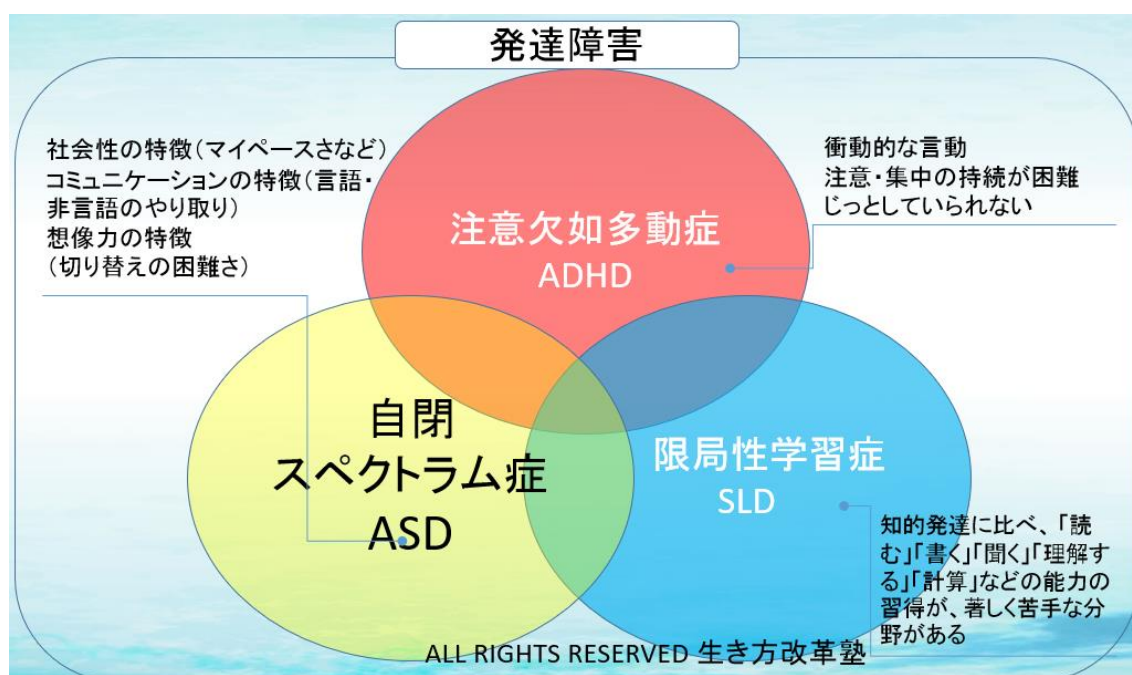 発達障害
社会性の特徴(マイペースさなど)
コミュニケーションの特徴(言語・
非言語のやり取り)
想像力の特徴
(切り替えの困難さ)
衝動的な言動
注意・集中の持続が困難
じっとしていられない
注意欠如多動症
ADHD
自閉
スペクトラム症
ASD
限局性学習症
SLD
知的発達に比べ、「読
む」「書く」「聞く」「理解す
る」「計算」などの能力の
習得が、著しく苦手な分
野がある
ALL RIGHTS RESERVED 生き方改革塾